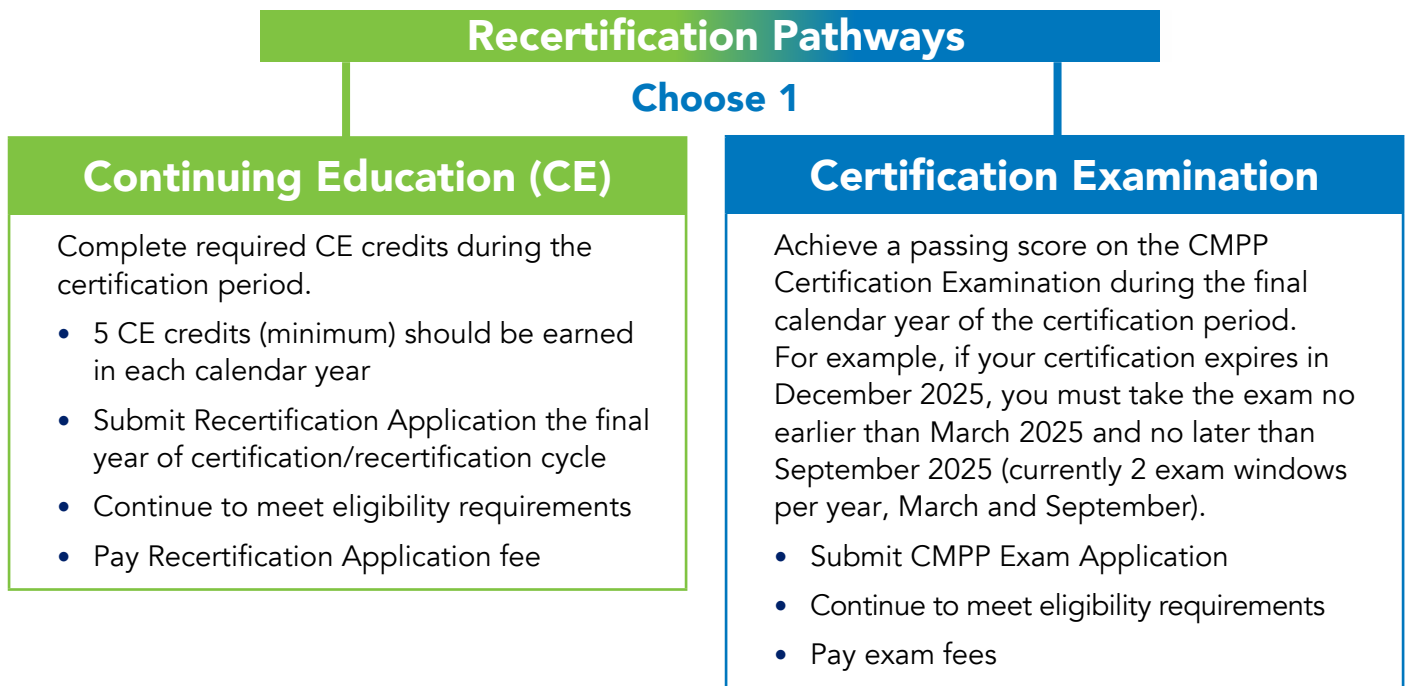 Recertification Pathways
Choose 1
Continuing Education (CE)
Complete required CE credits during the
certification period.
• 5 CE credits (minimum) should be earned
in each calendar year
• Submit Recertification Application the final
year of certification/recertification cycle
• Continue to meet eligibility requirements
• Pay Recertification Application fee
Certification Examination
Achieve a passing score on the CMPP
Certification Examination during the final
calendar year of the certification period.
For example, if your certification expires in
December 2025, you must take the exam no
earlier than March 2025 and no later than
September 2025 (currently 2 exam windows
per year, March and September).
• Submit CMPP Exam Application
• Continue to meet eligibility requirements
• Pay exam fees